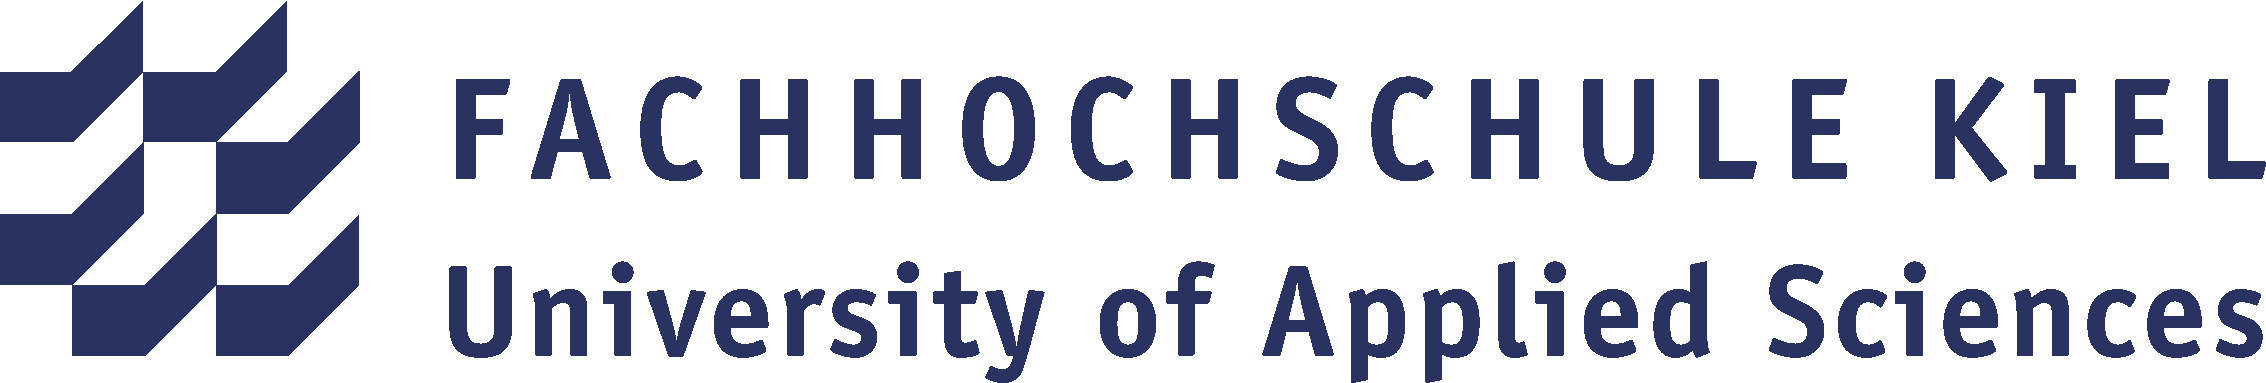 FACHHOCHSCHULE KIEL
University of Applied Sciences